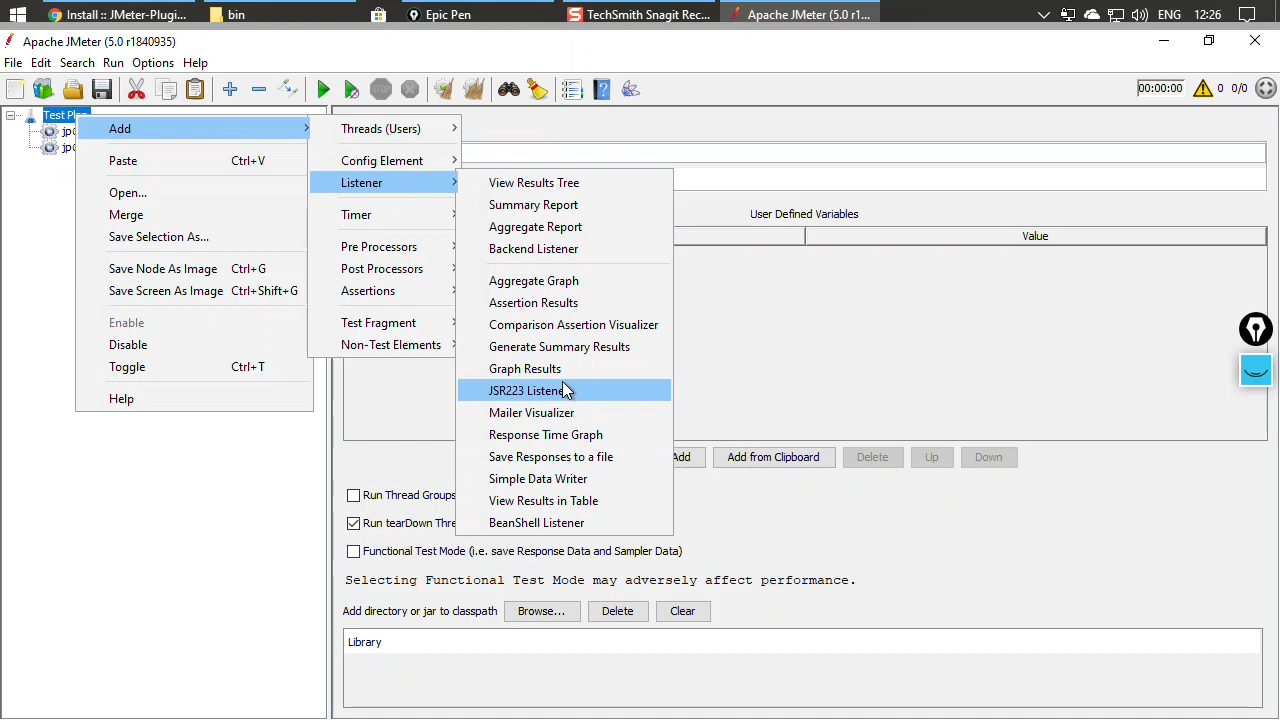 Install :: JMeter-Plugi...
bin
Epic Pen
TechSmith Snagit Rec...
Apache JMeter (5.0 r1...
ENG
12:26
Apache JMeter (5.0 r1840935)
File Edit Search Run Options Help
00:00:00
0 0/0
Test Pla
jp@
jp@
Add
Paste Ctrl+V
Open...
Merge
Save Selection As...
Save Node As Image Ctrl+G
Save Screen As Image Ctrl+Shift+G
Enable
Disable
Toggle Ctrl+T
Help
Threads (Users)
Config Element
Listener
Timer
Pre Processors
Post Processors
Assertions
Test Fragment
Non-Test Elements
View Results Tree
Summary Report
Aggregate Report
Backend Listener
Aggregate Graph
Assertion Results
Comparison Assertion Visualizer
Generate Summary Results
Graph Results
JSR223 Listene
Mailer Visualizer
Response Time Graph
Save Responses to a file
Simple Data Writer
View Results in Table
BeanShell Listener
User Defined Variables
Value
Add
Add from Clipboard
Delete
Up
Down
Run Thread Groups
Run tearDown Thre
Functional Test Mode (i.e. save Response Data and Sampler Data)
Selecting Functional Test Mode may adversely affect performance.
Add directory or jar to classpath Browse... Delete Clear
Library